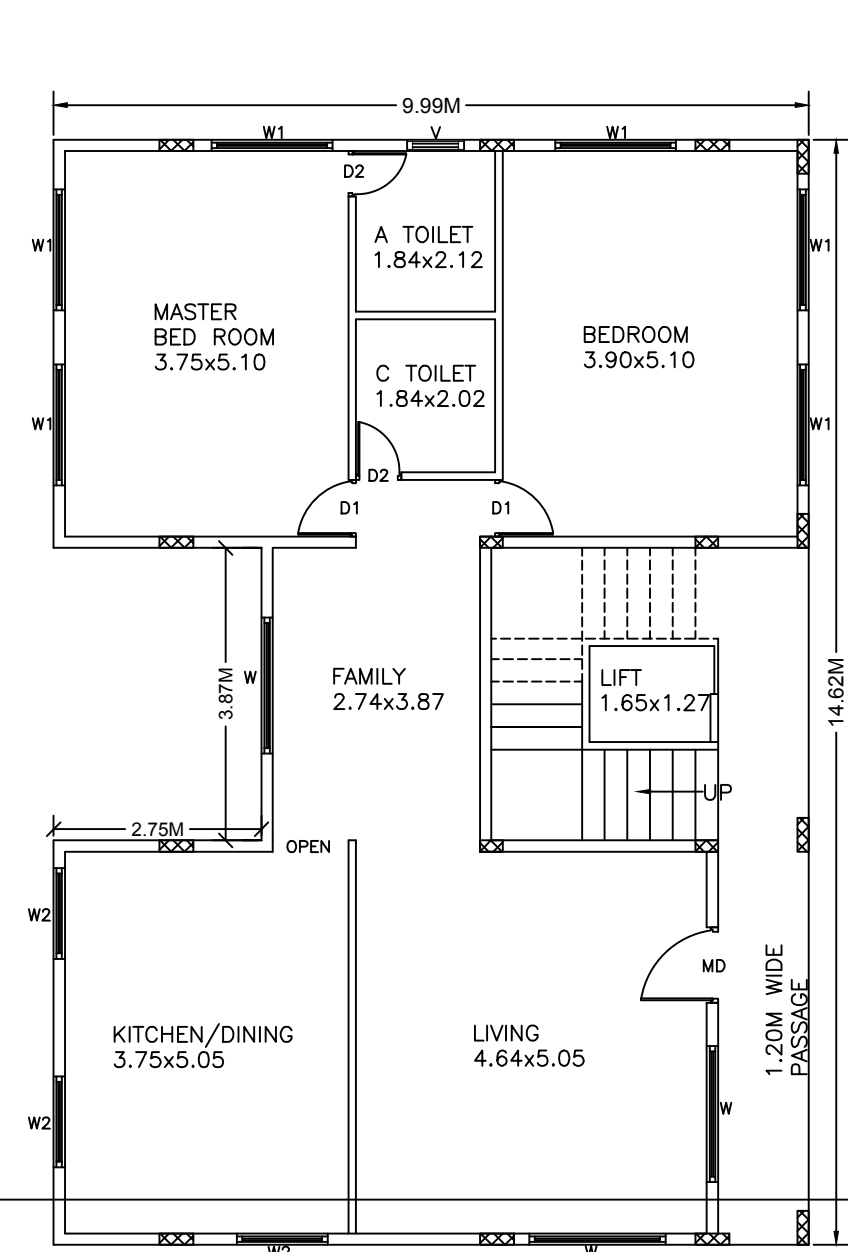 9.99M
W1
V
W1
D2
A TOILET
1.84x2.12
W1
W1
MASTER
BED ROOM
3.75x5.10
BEDROOM
3.90x5.10
C TOILET
1.84x2.02
W1
W1
D2
D1
D1
W
3.87M
FAMILY
2.74x3.87
LIFT
1.65x1.27
14.62M
UP
2.75M
OPEN
W2
MD
1.20M WIDE
PASSAGE
KITCHEN/DINING
3.75x5.05
LIVING
4.64x5.05
W2
W
W2
W